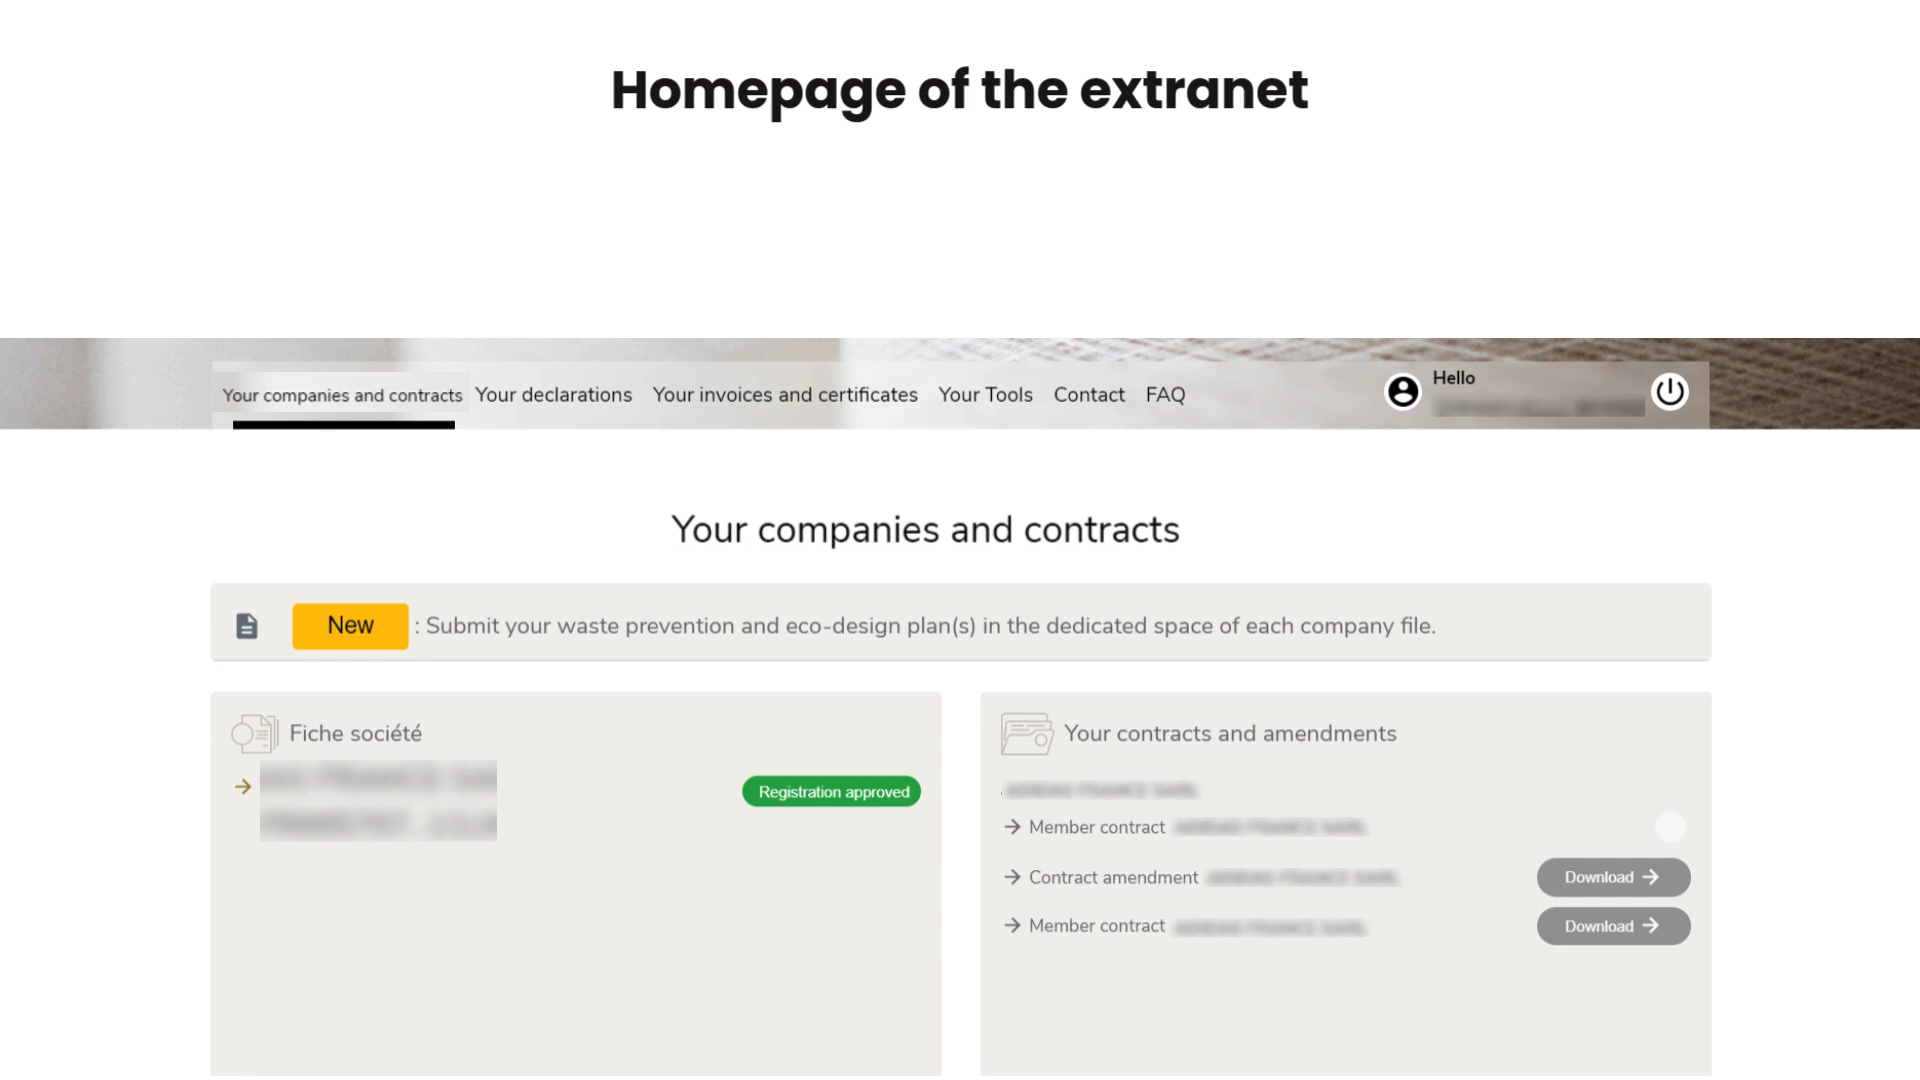 Homepage of the extranet
Your companies and contracts Your declarations Your invoices and certificates Your Tools Contact FAQ
Hello
Your companies and contracts
New : Submit your waste prevention and eco-design plan(s) in the dedicated space of each company file.
Fiche société
Registration approved
Your contracts and amendments
Member contract
Contract amendment
Download
Member contract
Download